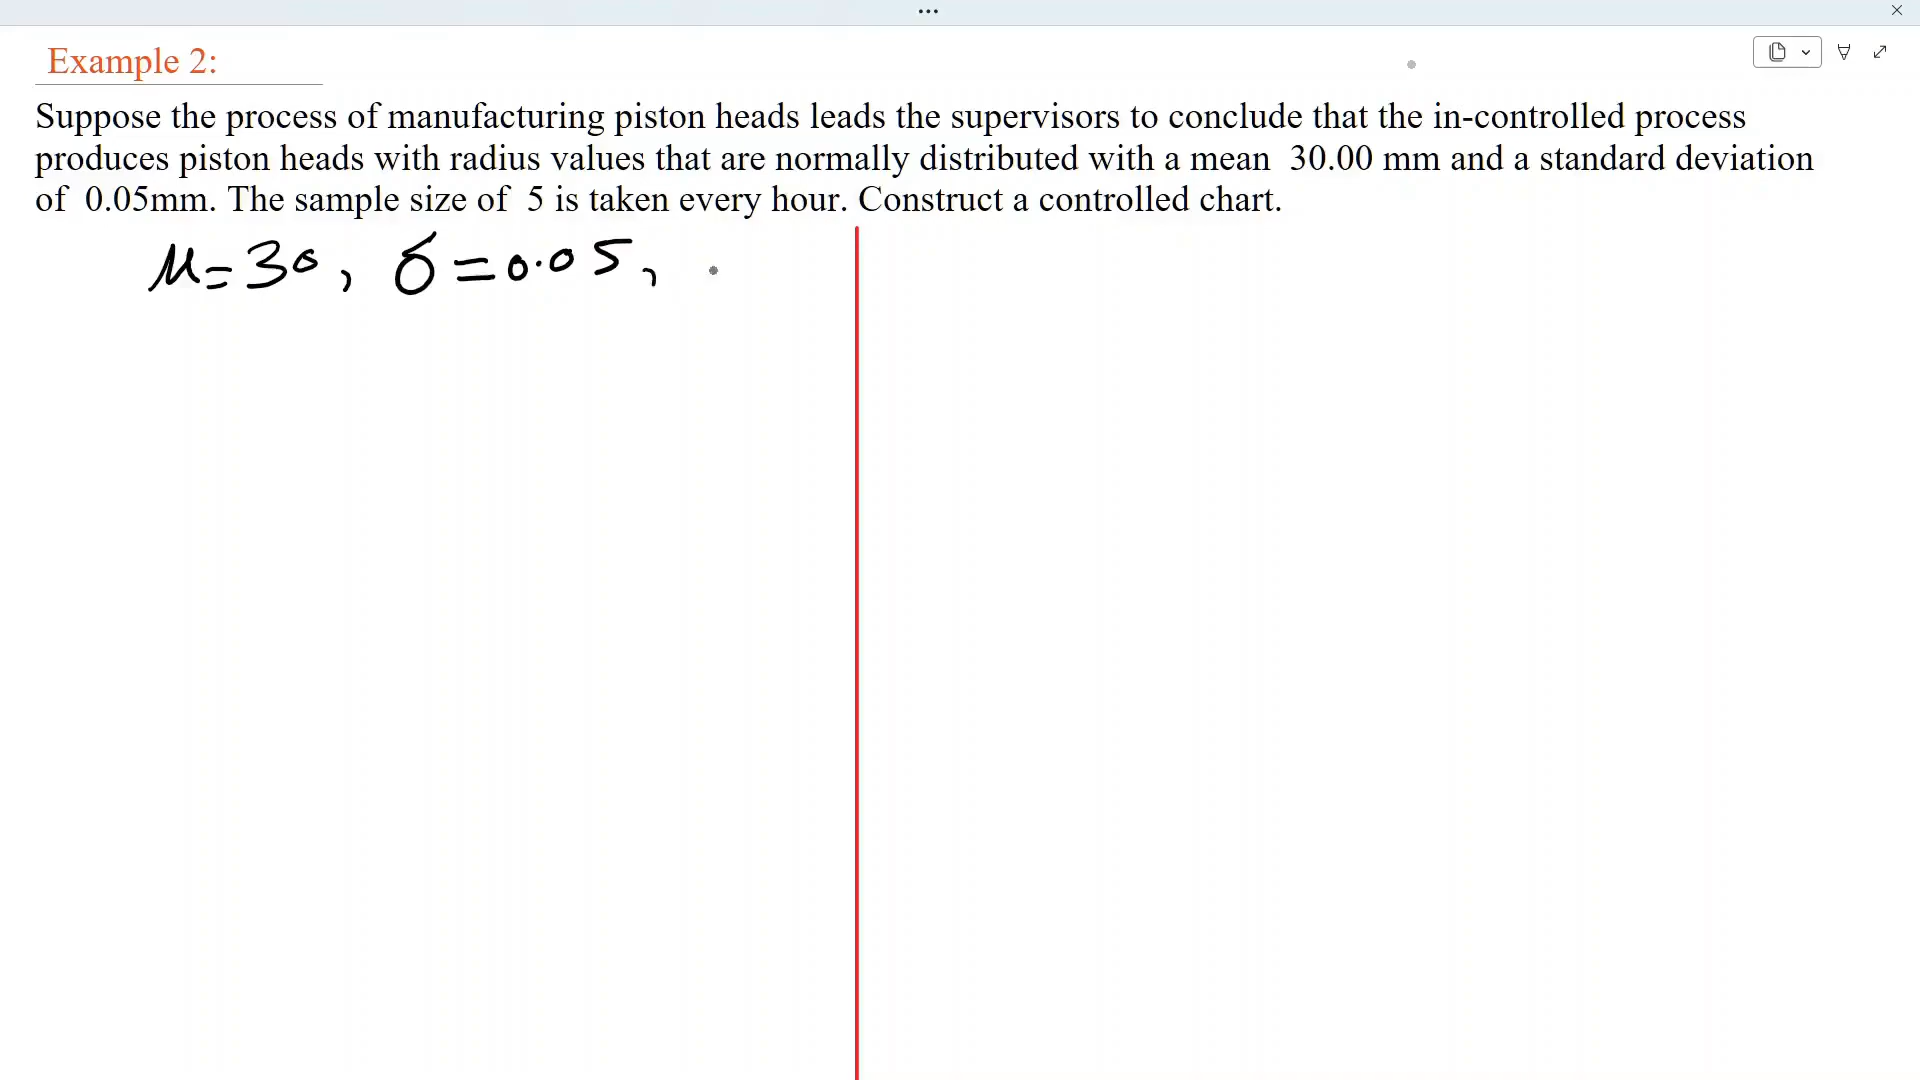 Example 2:
Suppose the process of manufacturing piston heads leads the supervisors to conclude that the in-controlled process
produces piston heads with radius values that are normally distributed with a mean 30.00 mm and a standard deviation
of 0.05mm. The sample size of 5 is taken every hour. Construct a controlled chart.
μ=30, σ=0.05,